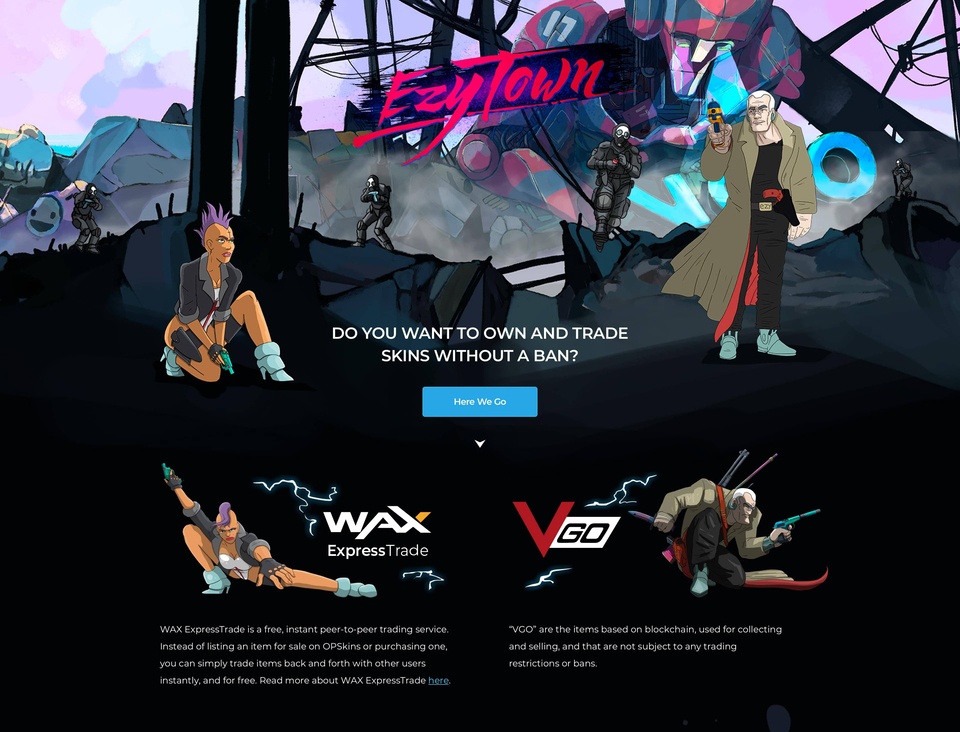 EzyTown
VGO
ezy
DO YOU WANT TO OWN AND TRADE
SKINS WITHOUT A BAN?
Here We Go
WAX
ExpressTrade
VGO
WAX ExpressTrade is a free, instant peer-to-peer trading service.
Instead of listing an item for sale on OPSkins or purchasing one,
you can simply trade items back and forth with other users
instantly, and for free. Read more about WAX ExpressTrade here.
“VGO” are the items based on blockchain, used for collecting
and selling, and that are not subject to any trading
restrictions or bans.